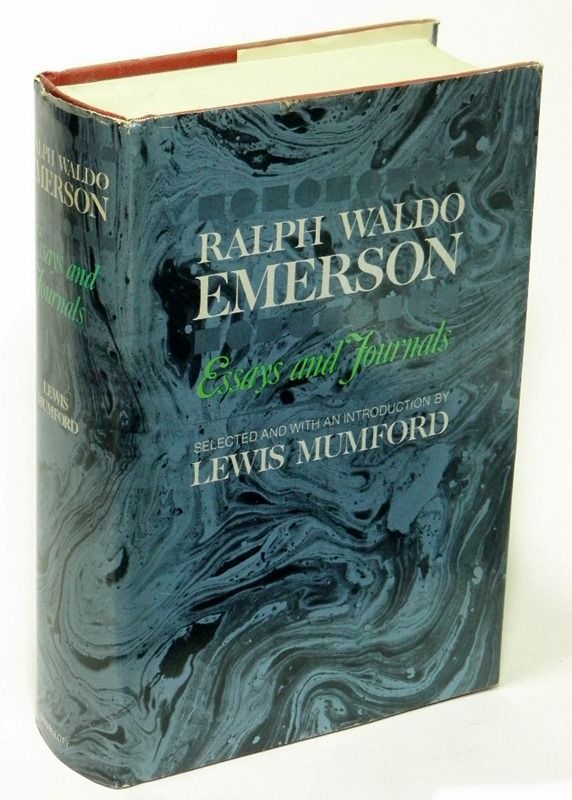 RALPH WALDO
EMERSON
Essays and Journals
SELECTED AND WITH AN INTRODUCTION BY
LEWIS MUMFORD
RALPH WALDO
EMERSON
Essays and
Journals
LEWIS
MUMFORD